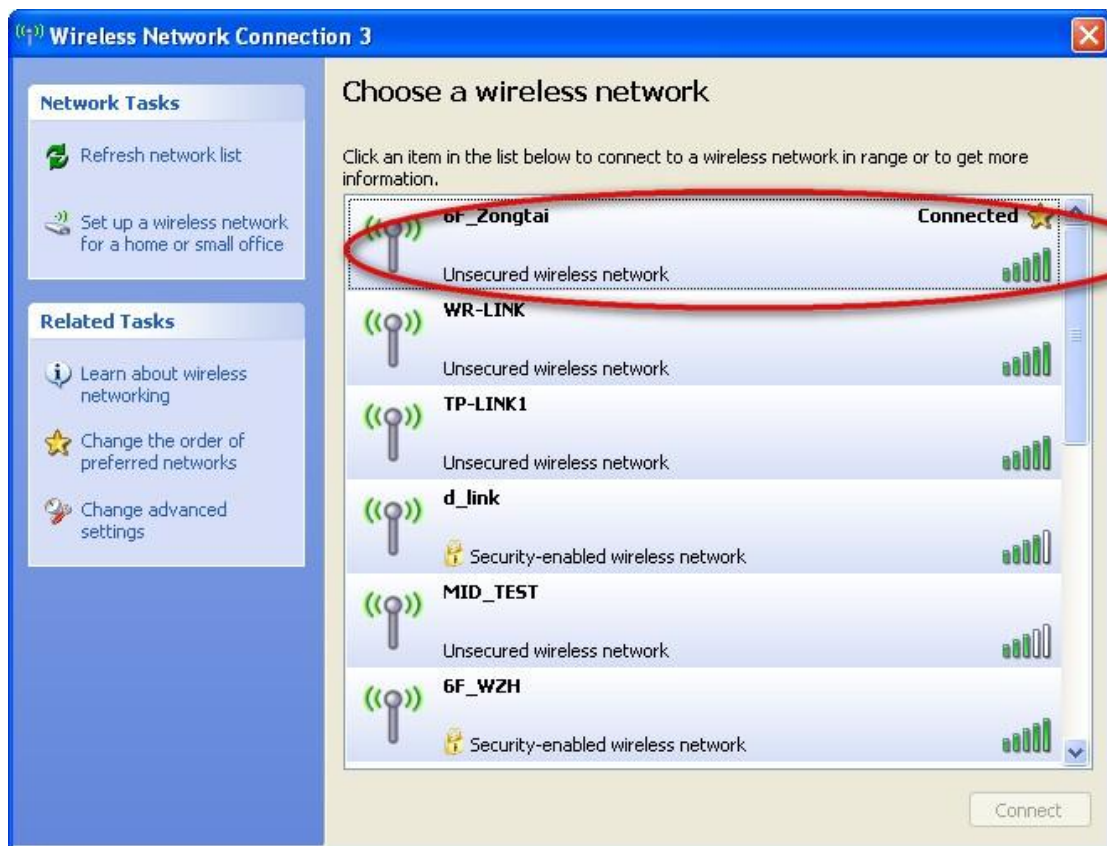 Wireless Network Connection 3
Network Tasks
Refresh network list
Set up a wireless network
for a home or small office
Related Tasks
Learn about wireless
networking
Change the order of
preferred networks
Change advanced
settings
Choose a wireless network
Click an item in the list below to connect to a wireless network in range or to get more
information.
6F_Zongtai Connected
Unsecured wireless network
WR-LINK
Unsecured wireless network
TP-LINK1
Unsecured wireless network
d_link
Security-enabled wireless network
MID_TEST
Unsecured wireless network
6F_WZH
Security-enabled wireless network
Connect